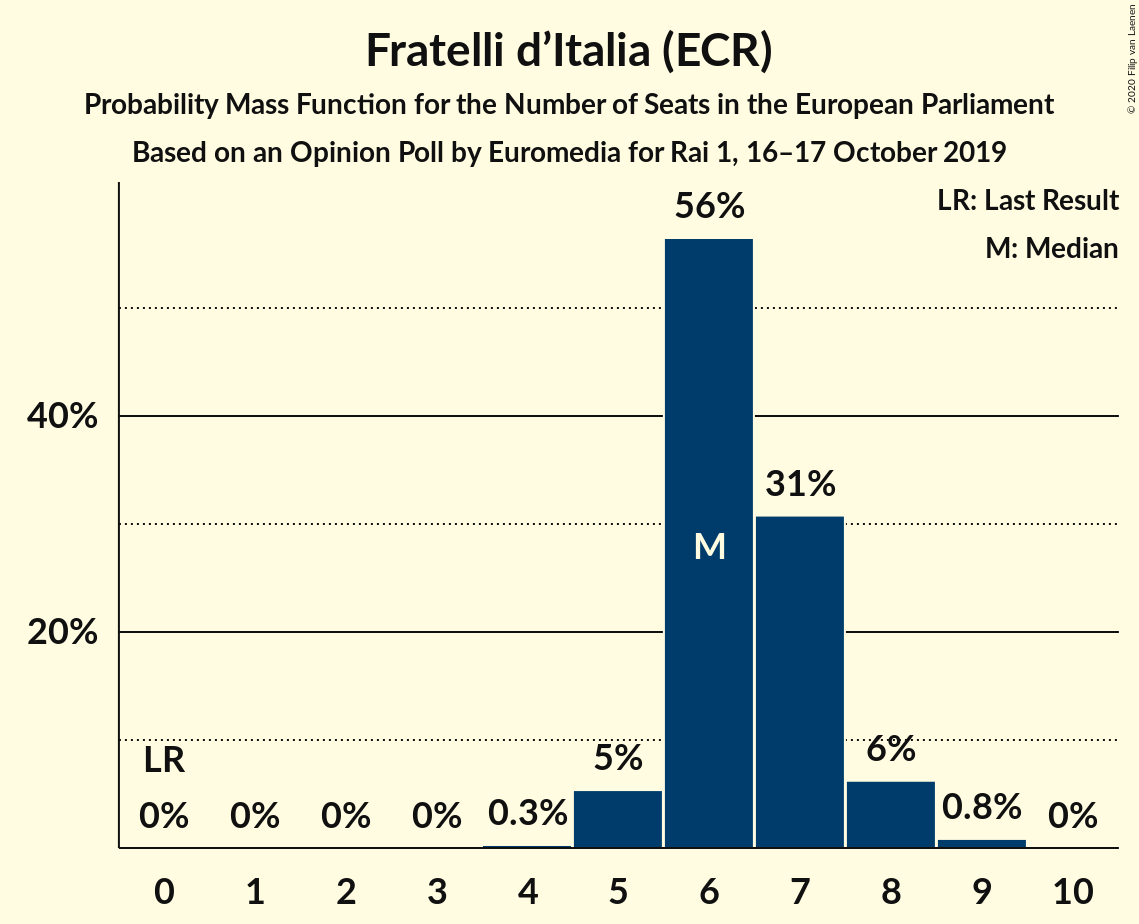 Fratelli d’Italia (ECR)
Probability Mass Function for the Number of Seats in the European Parliament
Based on an Opinion Poll by Euromedia for Rai 1, 16–17 October 2019
© 2020 Filip van Laenen
LR: Last Result
M: Median
56%
40%
31%
M
20%
LR
5%
6%
0% 0% 0% 0% 0.3% 0.8% 0%
0 1 2 3 4 5 6 7 8 9 10